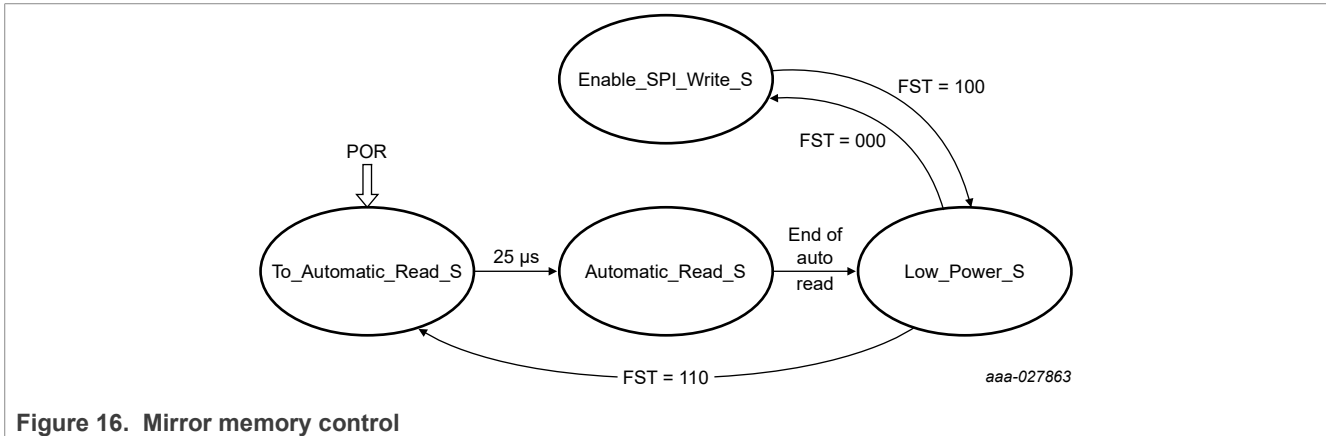 Enable_SPI_Write_S
FST = 100
FST = 000
POR
To_Automatic_Read_S
25 µs
Automatic_Read_S
End of
auto
read
Low_Power_S
FST = 110
aaa-027863
Figure 16. Mirror memory control